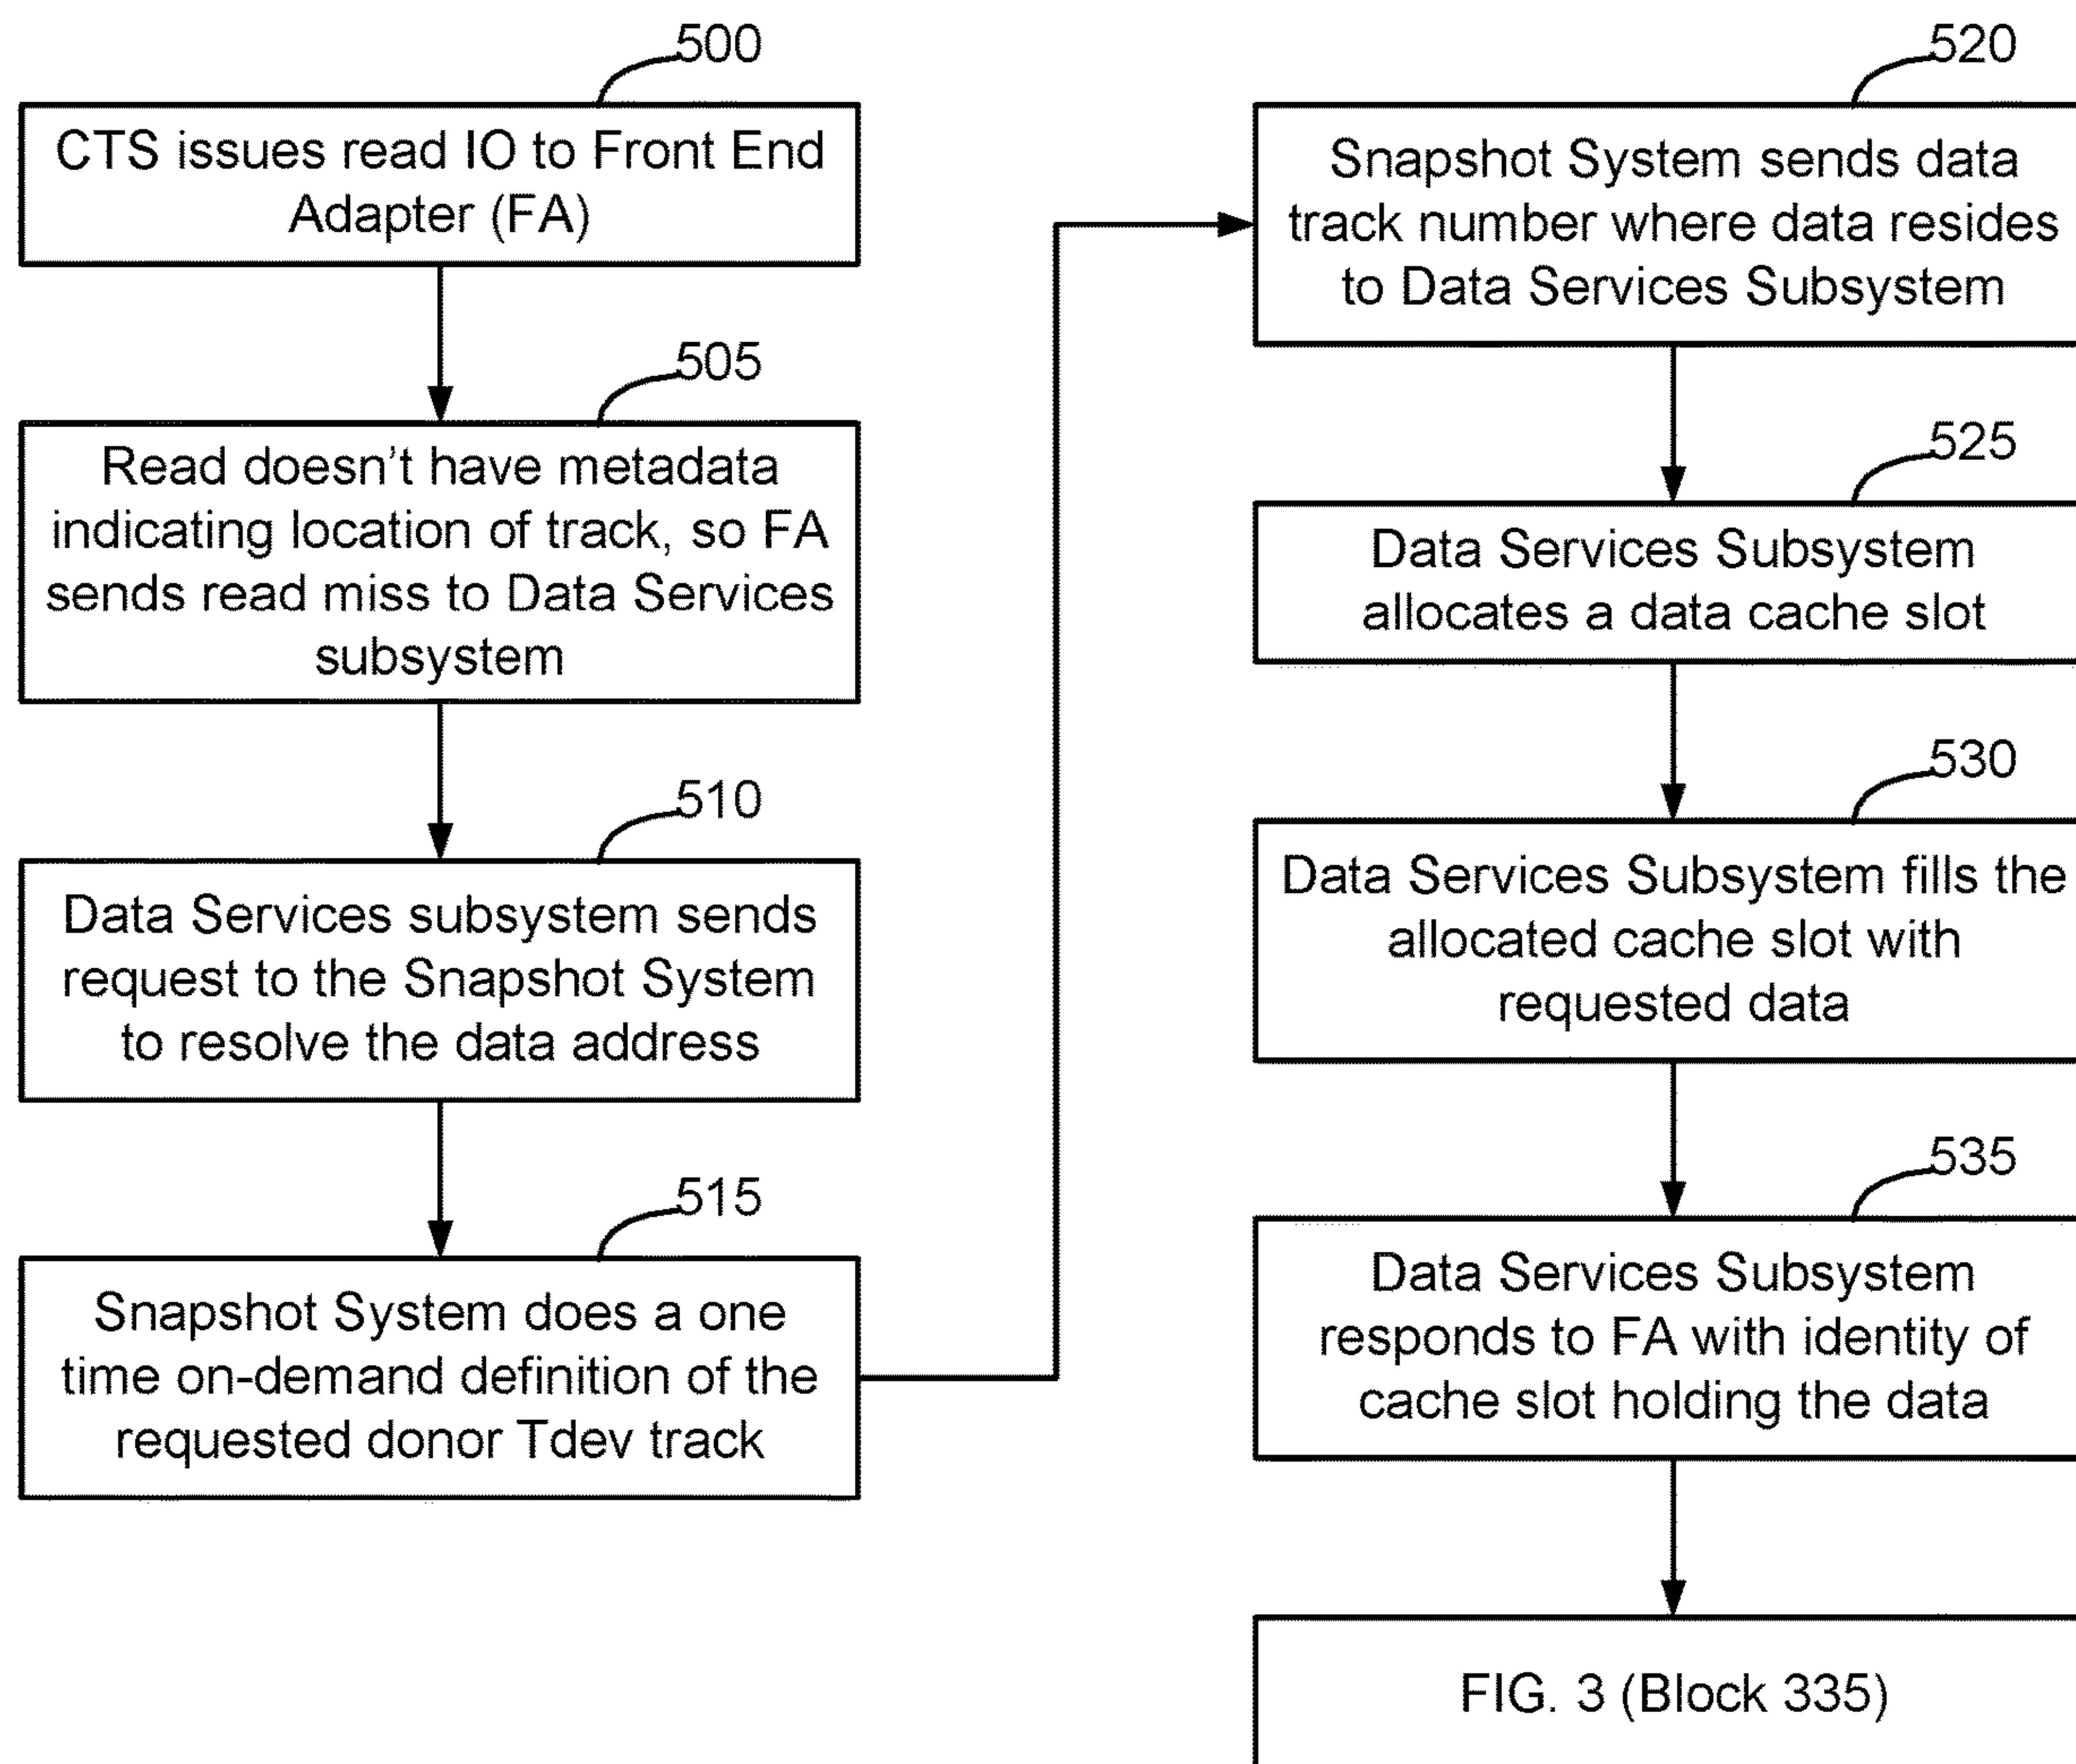 500
CTS issues read IO to Front End
Adapter (FA)
505
Read doesn't have metadata
indicating location of track, so FA
sends read miss to Data Services
subsystem
510
Data Services subsystem sends
request to the Snapshot System
to resolve the data address
515
Snapshot System does a one
time on-demand definition of the
requested donor Tdev track
520
Snapshot System sends data
track number where data resides
to Data Services Subsystem
525
Data Services Subsystem
allocates a data cache slot
530
Data Services Subsystem fills the
allocated cache slot with
requested data
535
Data Services Subsystem
responds to FA with identity of
cache slot holding the data
FIG. 3 (Block 335)